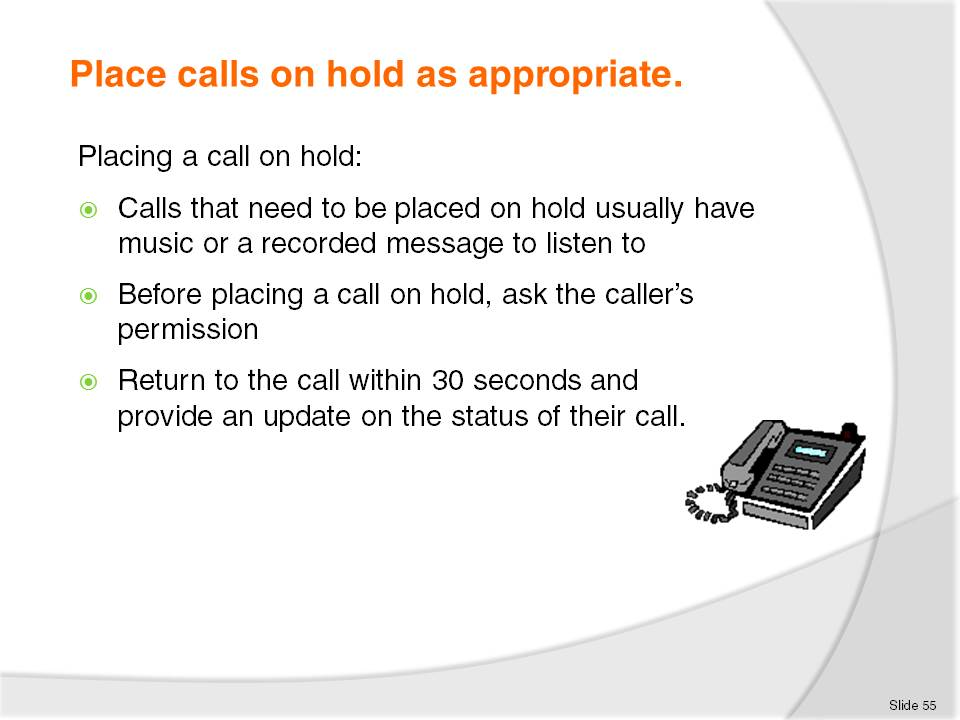 Place calls on hold as appropriate.
Placing a call on hold:
Calls that need to be placed on hold usually have
music or a recorded message to listen to
Before placing a call on hold, ask the caller’s
permission
Return to the call within 30 seconds and
provide an update on the status of their call.
Slide 55